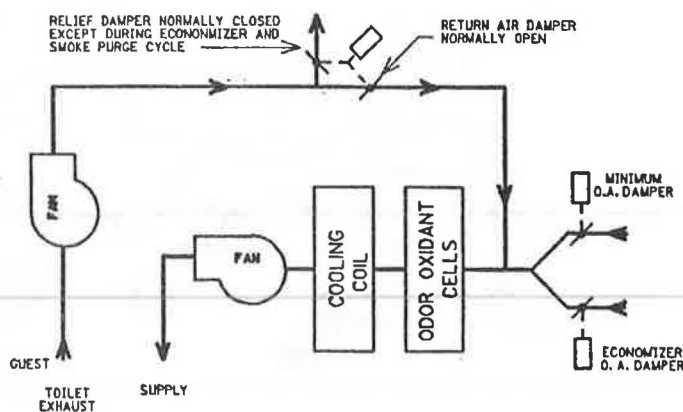 RELIEF DAMPER NORMALLY CLOSED
EXCEPT DURING ECONOMIZER AND
SMOKE PURGE CYCLE
RETURN AIR DAMPER
NORMALLY OPEN
FAN
MINIMUM
O.A. DAMPER
FAN
COOLING
COIL
ODOR OXIDANT
CELLS
GUEST
TOILET
EXHAUST
SUPPLY
ECONOMIZER
O. A. DAMPER